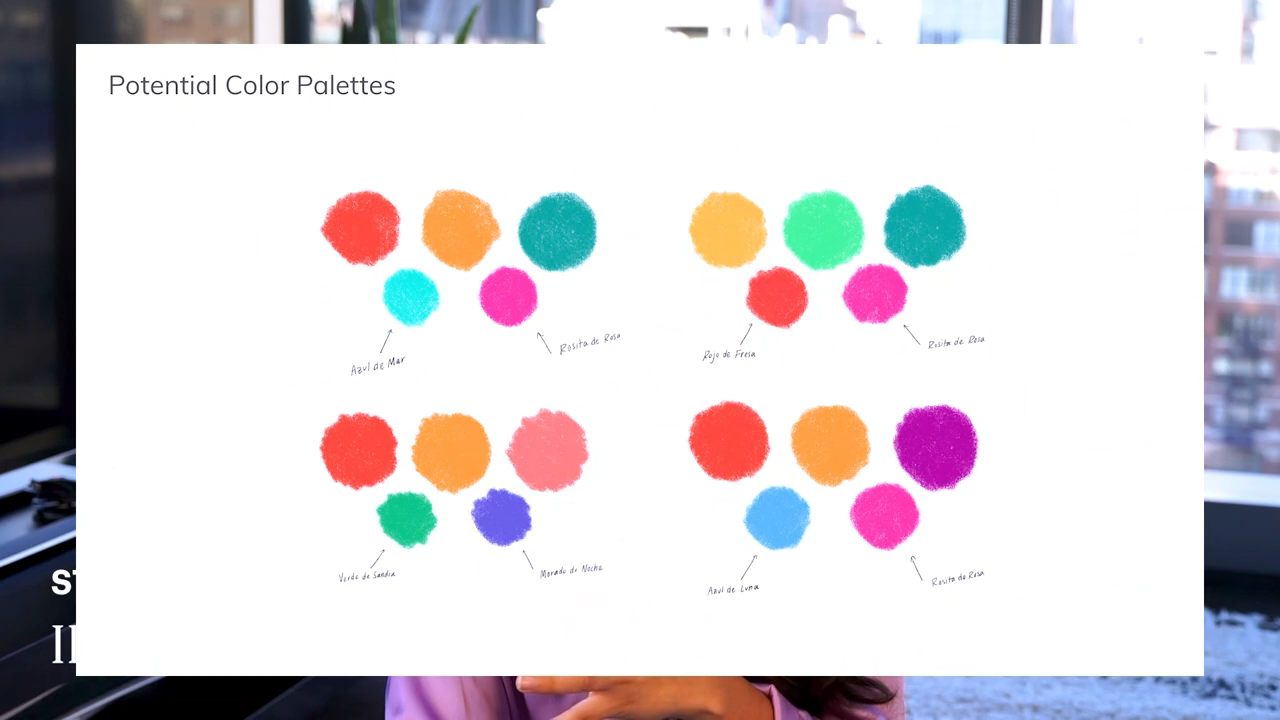 Potential Color Palettes
Azul de Mar
Rosita de Rosa
Rojo de Fresa
Rosita de Rosa
Verde de Sandía
Morado de Noche
Azul de Luna
Rosita de Rosa